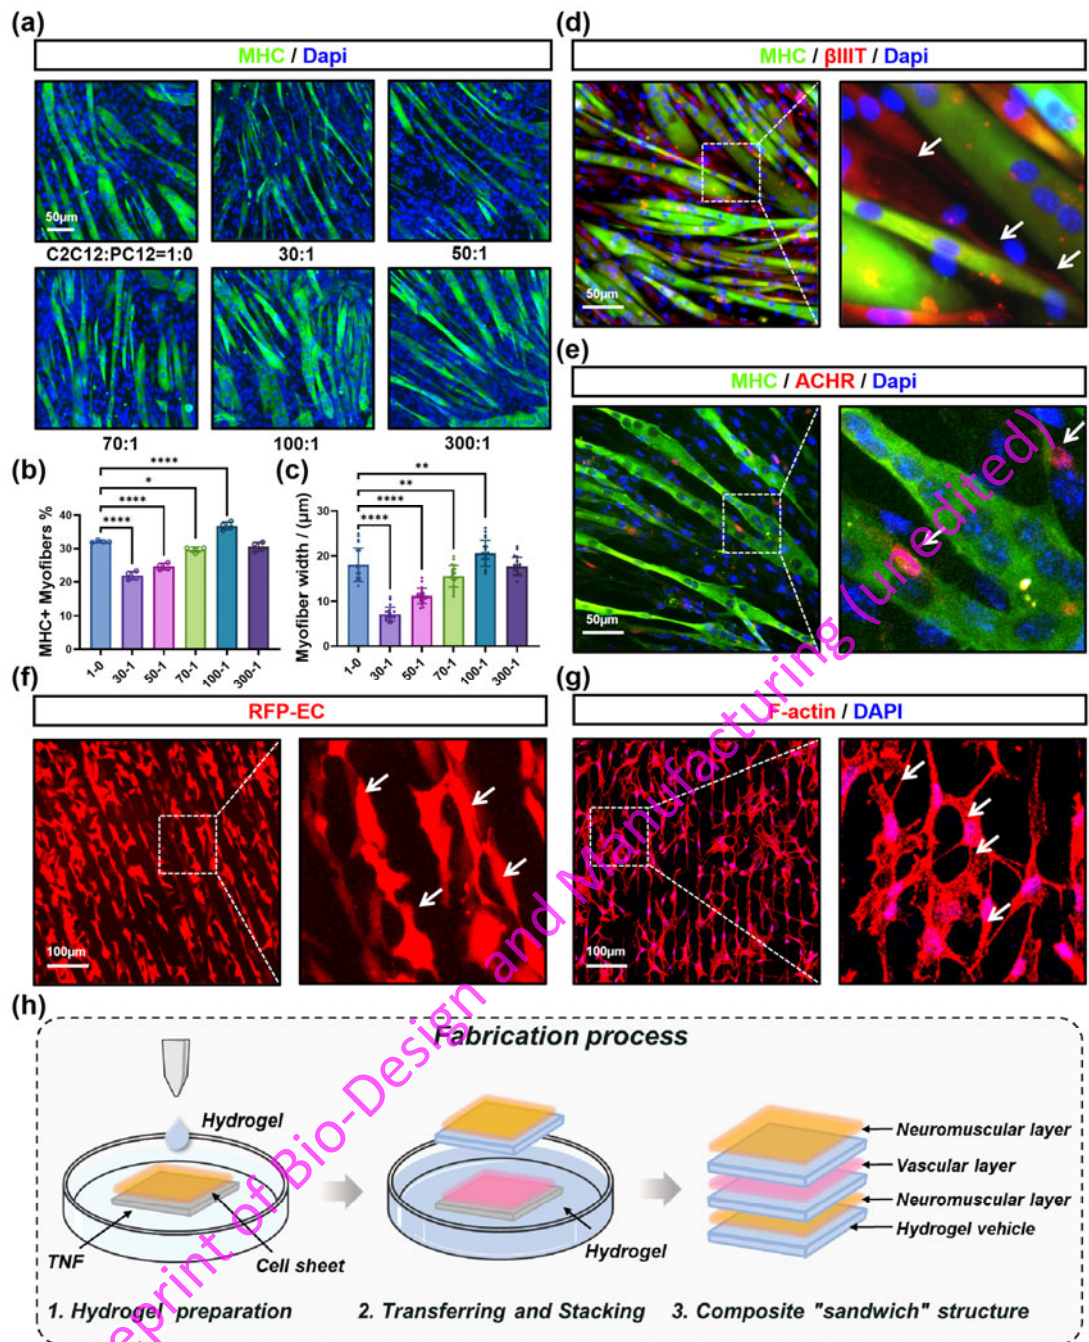 (a)
MHC / Dapi
50μm
C2C12:PC12=1:0
30:1
50:1
70:1
100:1
300:1
(b)
MHC+ Myofibers %
40
30
20
10
0
****
*
****
****
1-0
30-1
50-1
70-1
100-1
300-1
(c)
Myofiber width / (μm)
30
20
10
0
**
**
****
****
1-0
30-1
50-1
70-1
100-1
300-1
(d)
MHC / βIIIT / Dapi
50μm
(e)
MHC / ACHR / Dapi
50μm
(f)
RFP-EC
100μm
(g)
F-actin / DAPI
100μm
(h)
Fabrication process
Hydrogel
TNF
Cell sheet
1. Hydrogel preparation
Hydrogel
2. Transferring and Stacking
Neuromuscular layer
Vascular layer
Neuromuscular layer
Hydrogel vehicle
3. Composite "sandwich" structure
eprint of Bio-Design and Manufacturing (unedited)